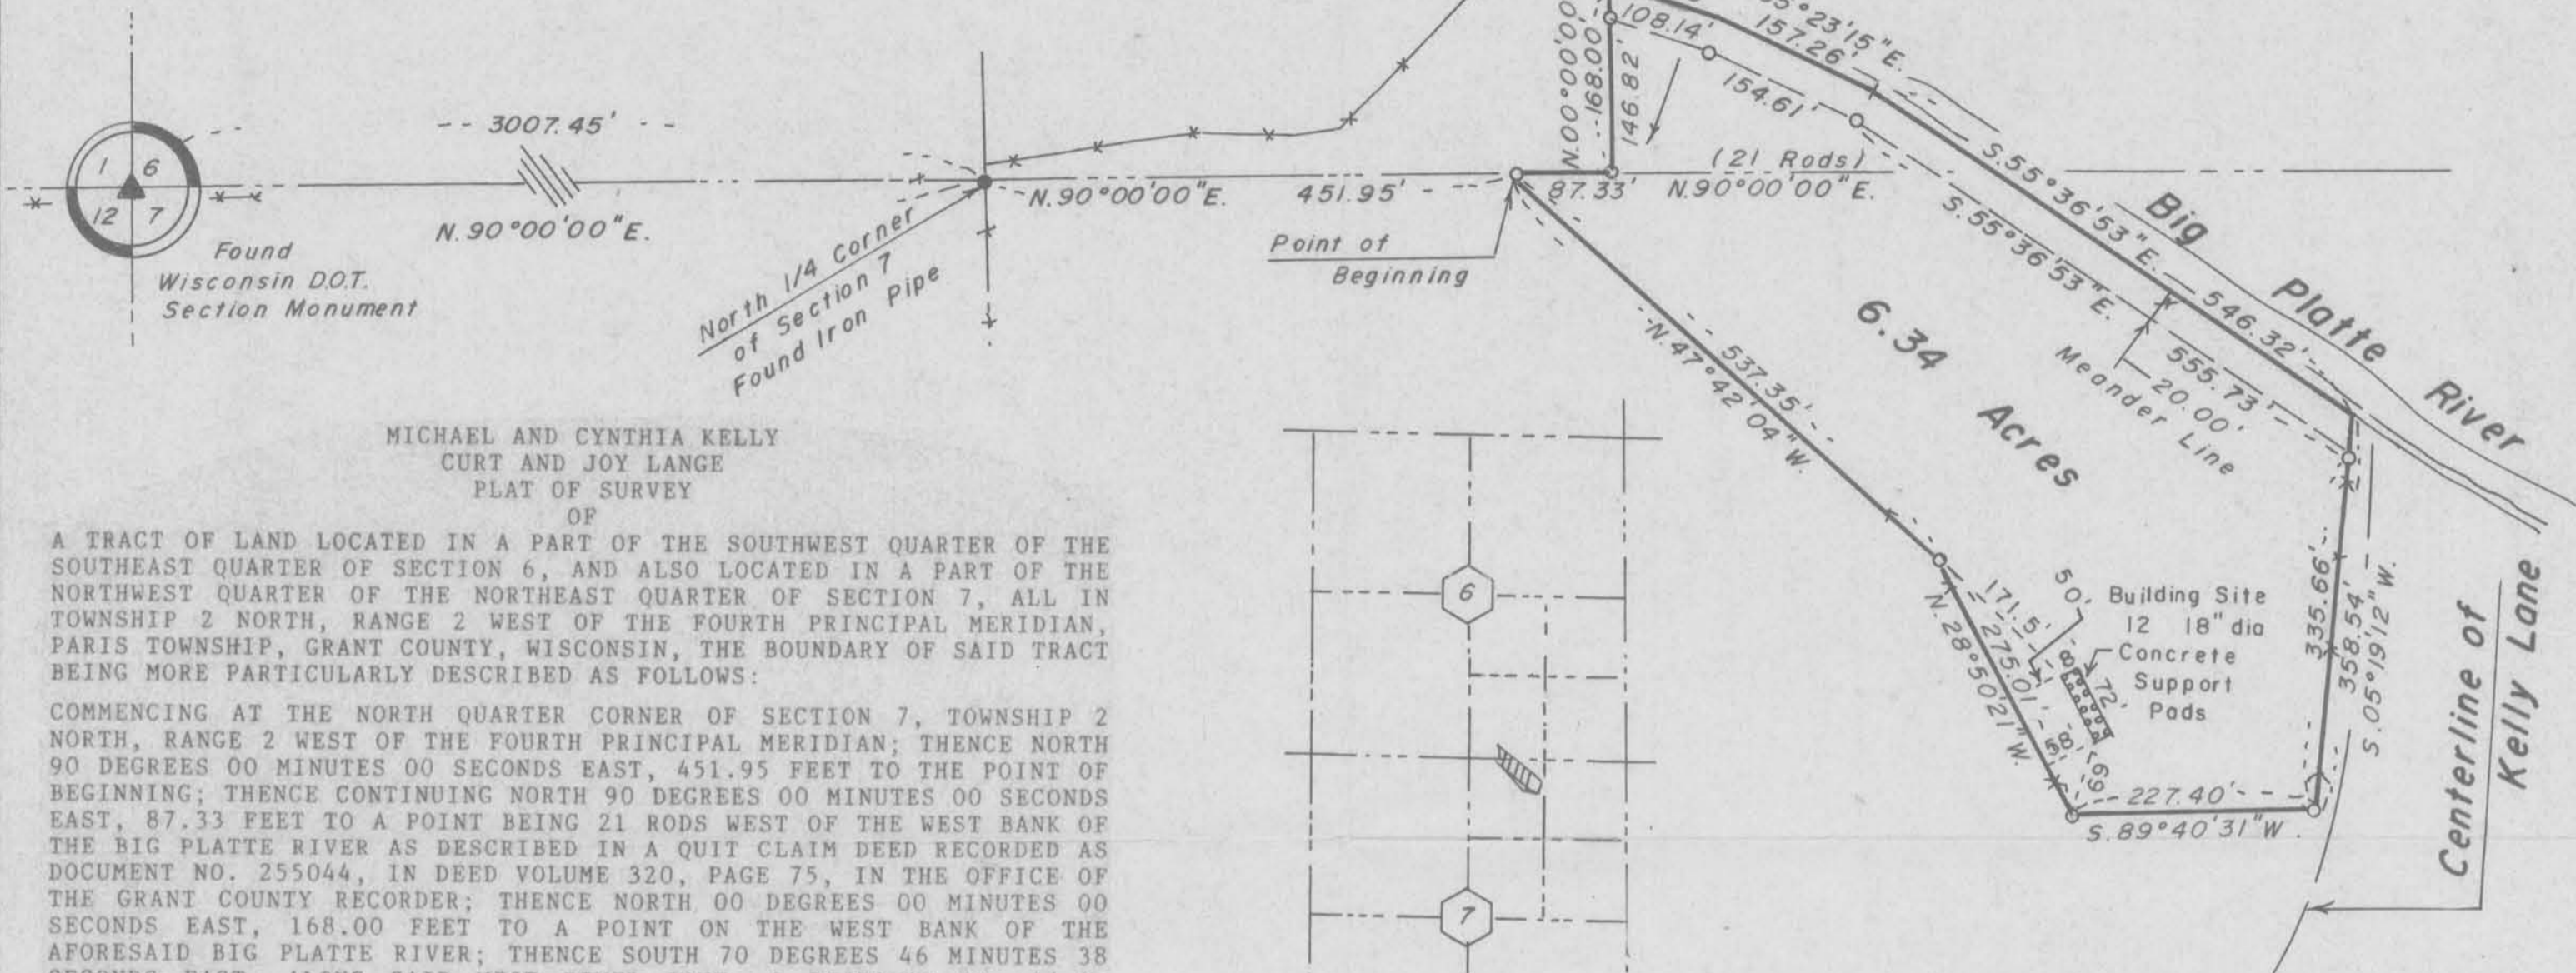 1 6
12 7
Found
Wisconsin D.O.T.
Section Monument
3007.45'
N.90°00'00"E.
North 1/4 Corner
of Section 7
Found Iron Pipe
N.90°00'00"E.
451.95'
Point of
Beginning
87.33'
(21 Rods)
N.90°00'00"E.
168.00'
146.82'
108.14'
23'15"E.
157.26'
154.61'
S.55°36'53"E.
546.32'
S.55°36'53"E.
555.73'
20.00'
Meander Line
Big Platte River
6.34 Acres
537.35'
N.47°42'04"W.
171.5'
275.01'
N.28°50'21"W.
58'
50'
8
72'
69'
Building Site
12 18" dia
Concrete
Support
Pads
335.66'
358.54'
S.05°19'12"W.
227.40'
S.89°40'31"W.
Centerline of
Kelly Lane
6
7
MICHAEL AND CYNTHIA KELLY
CURT AND JOY LANGE
PLAT OF SURVEY
OF
A TRACT OF LAND LOCATED IN A PART OF THE SOUTHWEST QUARTER OF THE
SOUTHEAST QUARTER OF SECTION 6, AND ALSO LOCATED IN A PART OF THE
NORTHWEST QUARTER OF THE NORTHEAST QUARTER OF SECTION 7, ALL IN
TOWNSHIP 2 NORTH, RANGE 2 WEST OF THE FOURTH PRINCIPAL MERIDIAN,
PARIS TOWNSHIP, GRANT COUNTY, WISCONSIN, THE BOUNDARY OF SAID TRACT
BEING MORE PARTICULARLY DESCRIBED AS FOLLOWS:
COMMENCING AT THE NORTH QUARTER CORNER OF SECTION 7, TOWNSHIP 2
NORTH, RANGE 2 WEST OF THE FOURTH PRINCIPAL MERIDIAN; THENCE NORTH
90 DEGREES 00 MINUTES 00 SECONDS EAST, 451.95 FEET TO THE POINT OF
BEGINNING; THENCE CONTINUING NORTH 90 DEGREES 00 MINUTES 00 SECONDS
EAST, 87.33 FEET TO A POINT BEING 21 RODS WEST OF THE WEST BANK OF
THE BIG PLATTE RIVER AS DESCRIBED IN A QUIT CLAIM DEED RECORDED AS
DOCUMENT NO. 255044, IN DEED VOLUME 320, PAGE 75, IN THE OFFICE OF
THE GRANT COUNTY RECORDER; THENCE NORTH 00 DEGREES 00 MINUTES 00
SECONDS EAST, 168.00 FEET TO A POINT ON THE WEST BANK OF THE
AFORESAID BIG PLATTE RIVER; THENCE SOUTH 70 DEGREES 46 MINUTES 38